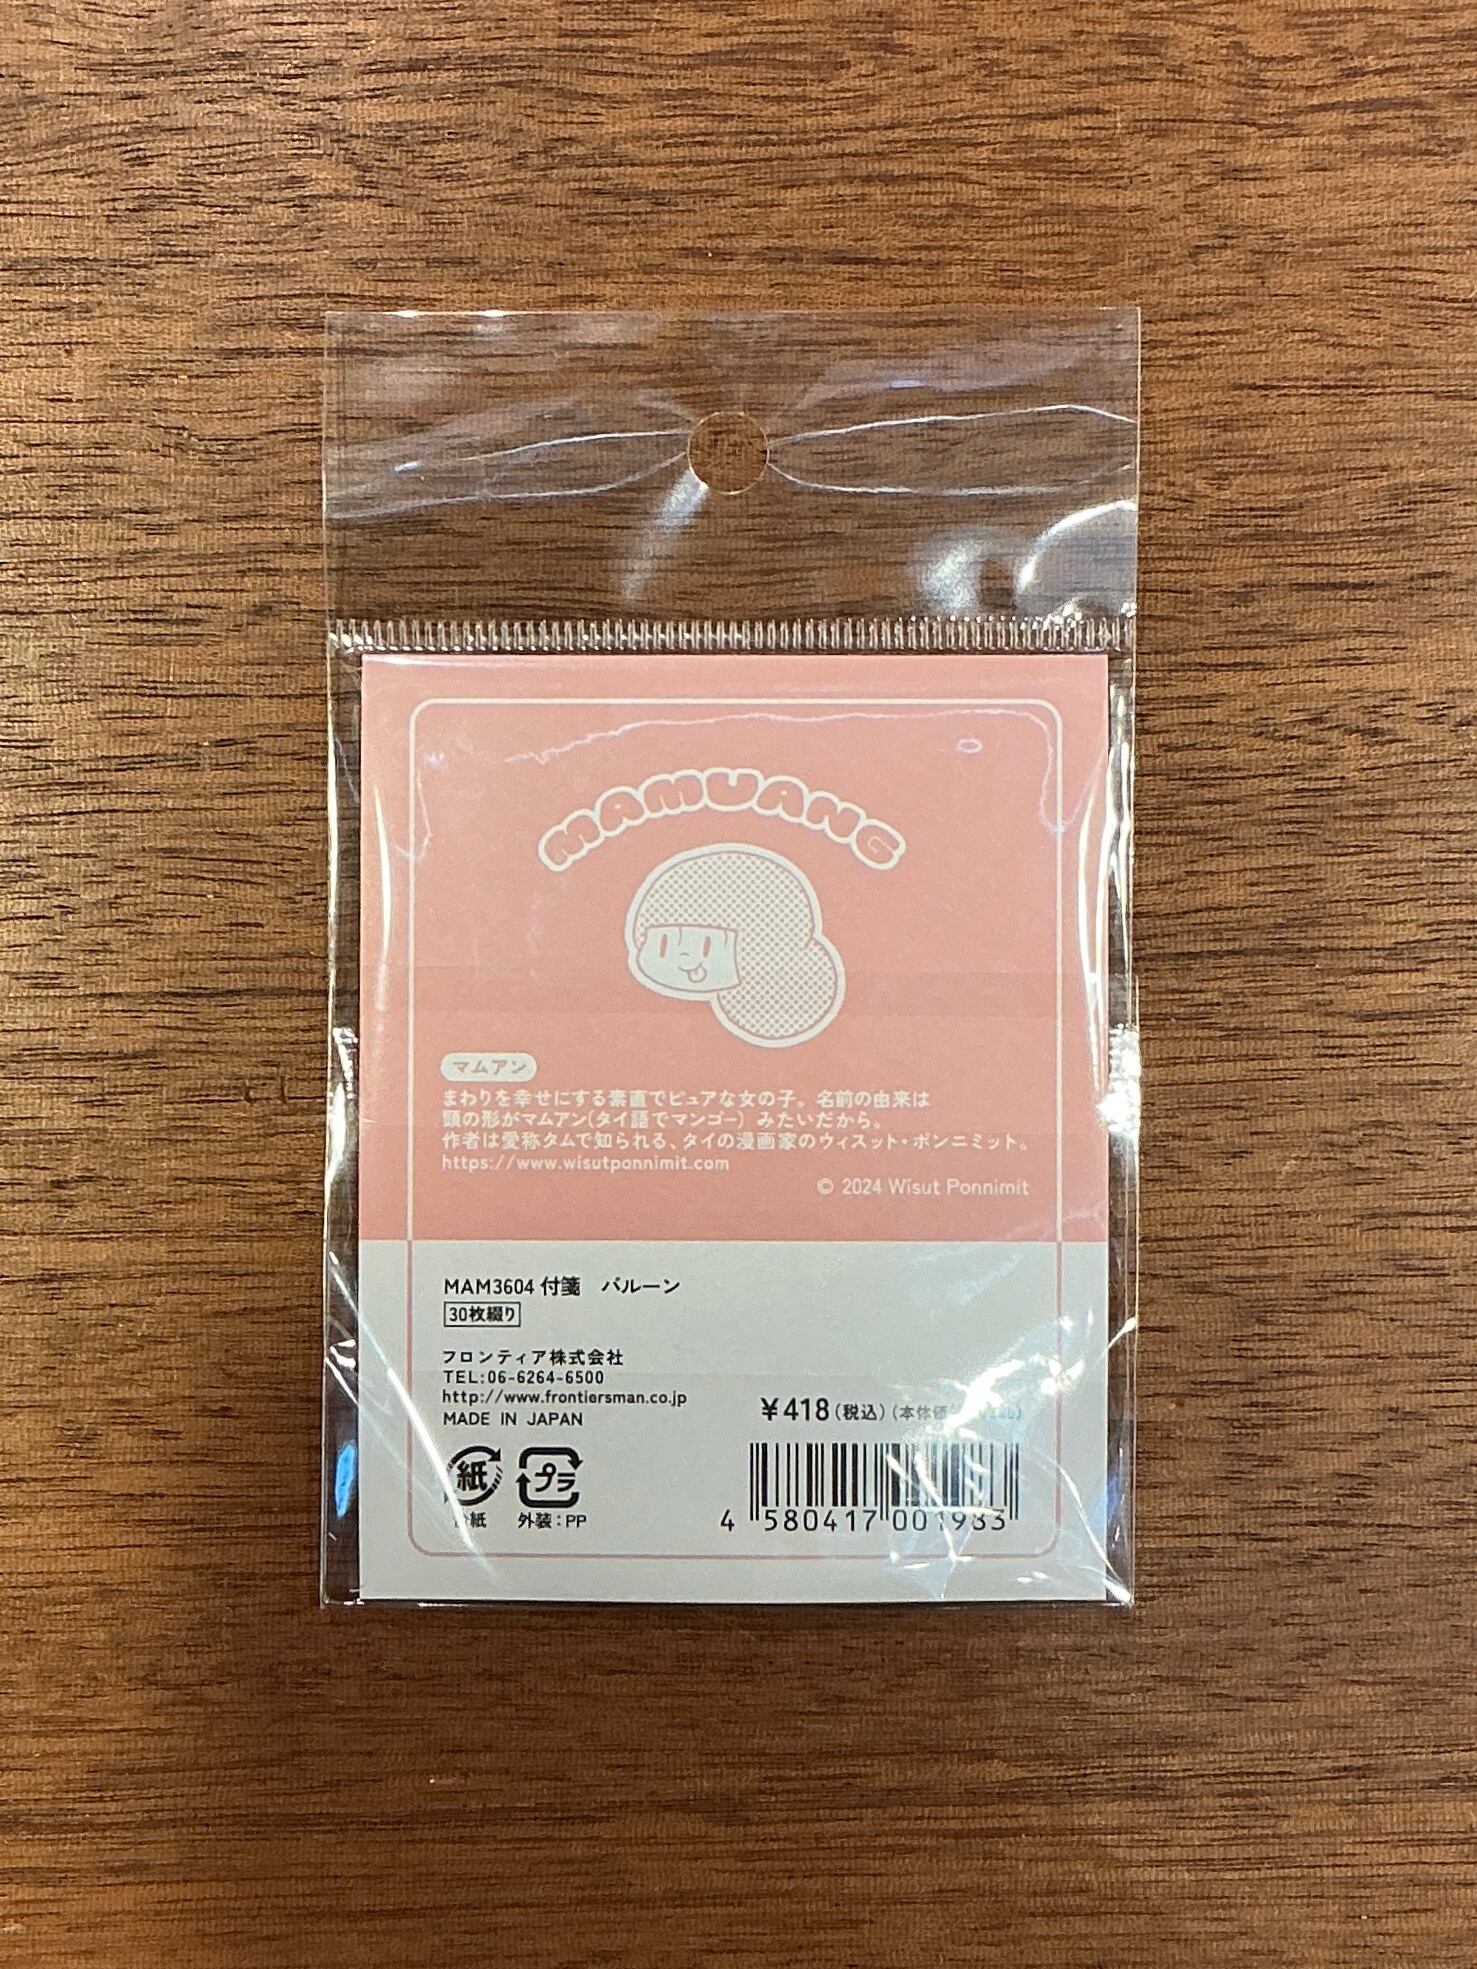 MAMUANG
マムアン
まわりを幸せにする素直でピュアな女の子。名前の由来は
頭の形がマムアン(タイ語でマンゴー) みたいだから。
作者は愛称タムで知られる、タイの漫画家のウィスット・ポンニミット。
https://www.wisutponnimit.com
© 2024 Wisut Ponnimit
MAM3604 付箋　バルーン
30枚綴り
フロンティア株式会社
TEL:06-6264-6500
http://www.frontiersman.co.jp
MADE IN JAPAN
¥418(税込)(本体価
紙 プラ
紙 外装:PP
4 580417 001983